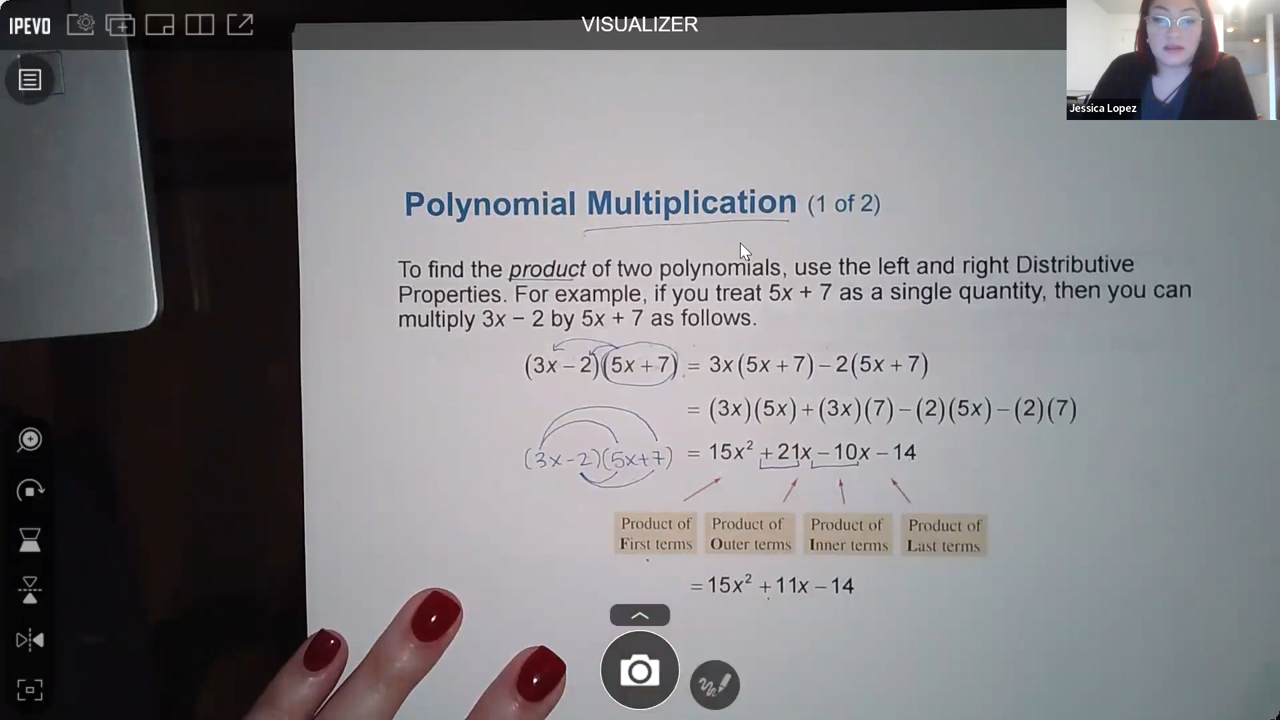 IPEVO
VISUALIZER
Jessica Lopez
Polynomial Multiplication (1 of 2)
To find the product of two polynomials, use the left and right Distributive
Properties. For example, if you treat 5x + 7 as a single quantity, then you can
multiply 3x − 2 by 5x + 7 as follows.
(3x − 2)(5x + 7) = 3x(5x + 7) − 2(5x + 7)
= (3x)(5x) + (3x)(7) − (2)(5x) − (2)(7)
(3x−2)(5x+7) = 15x² + 21x − 10x − 14
Product of First terms
Product of Outer terms
Product of Inner terms
Product of Last terms
= 15x² + 11x − 14